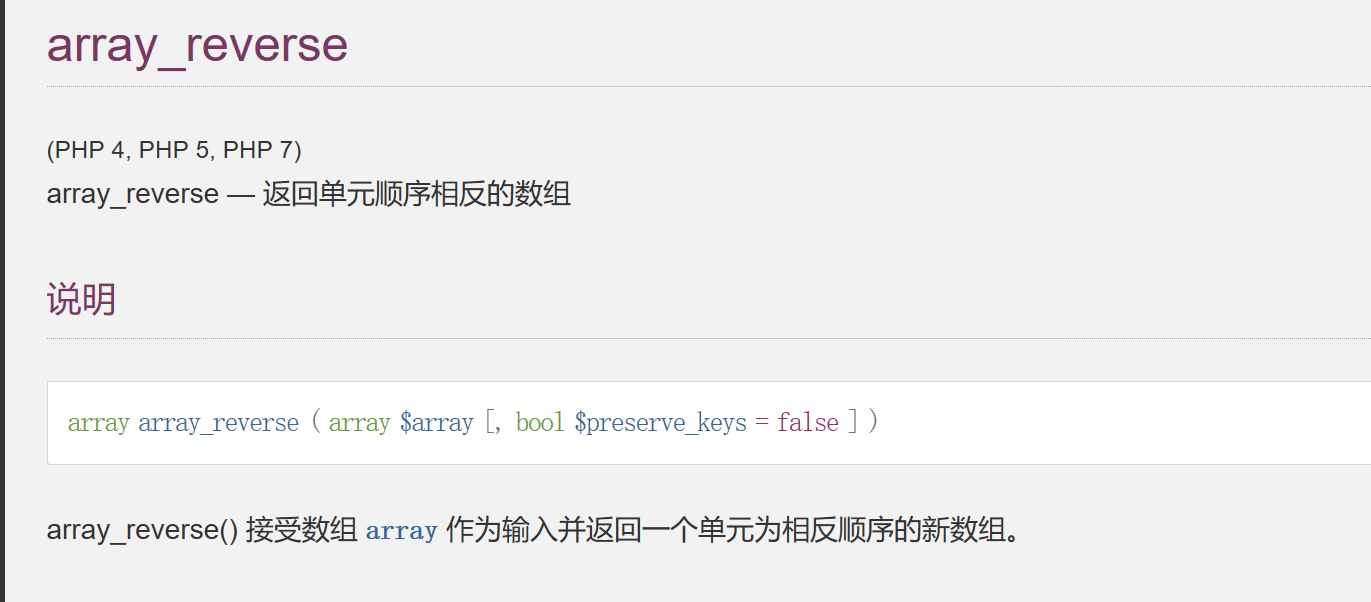 array_reverse
(PHP 4, PHP 5, PHP 7)
array_reverse — 返回单元顺序相反的数组
说明
array array_reverse ( array $array [, bool $preserve_keys = false ] )
array_reverse() 接受数组 array 作为输入并返回一个单元为相反顺序的新数组。